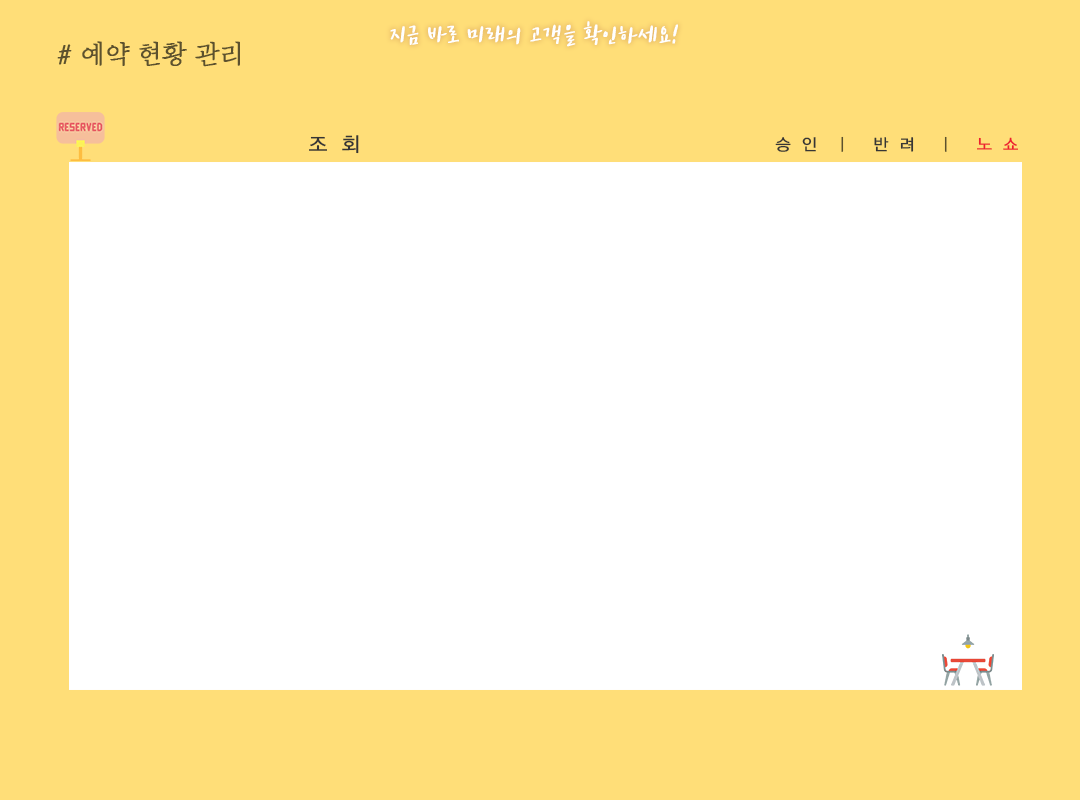 지금 바로 미래의 고객을 확인하세요!
# 예약 현황 관리
RESERVED
조 회
승 인 | 반 려 | 노 쇼